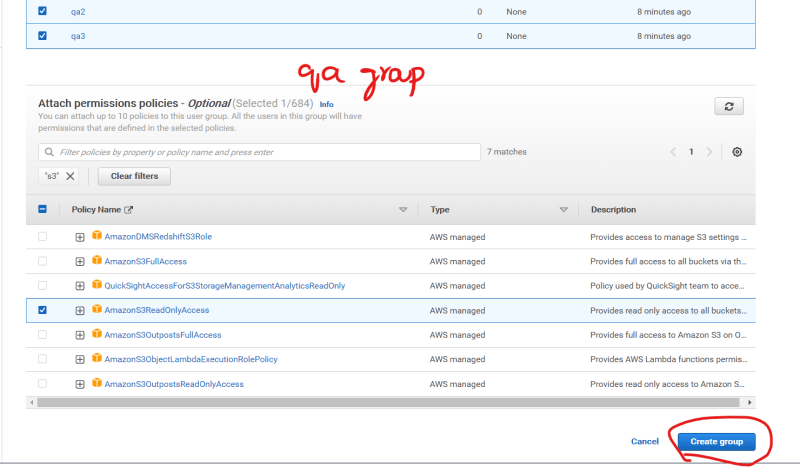 qa2 0 None 8 minutes ago
qa3 0 None 8 minutes ago
qa grap
Attach permissions policies - Optional (Selected 1/684) Info
You can attach up to 10 policies to this user group. All the users in this group will have
permissions that are defined in the selected policies.
Filter policies by property or policy name and press enter 7 matches 1
"s3" Clear filters
Policy Name Type Description
AmazonDMSRedshiftS3Role AWS managed Provides access to manage S3 settings ...
AmazonS3FullAccess AWS managed Provides full access to all buckets via th...
QuickSightAccessForS3StorageManagementAnalyticsReadOnly AWS managed Policy used by QuickSight team to acce...
AmazonS3ReadOnlyAccess AWS managed Provides read only access to all buckets...
AmazonS3OutpostsFullAccess AWS managed Provides full access to Amazon S3 on O...
AmazonS3ObjectLambdaExecutionRolePolicy AWS managed Provides AWS Lambda functions permis...
AmazonS3OutpostsReadOnlyAccess AWS managed Provides read only access to Amazon S...
Cancel Create group